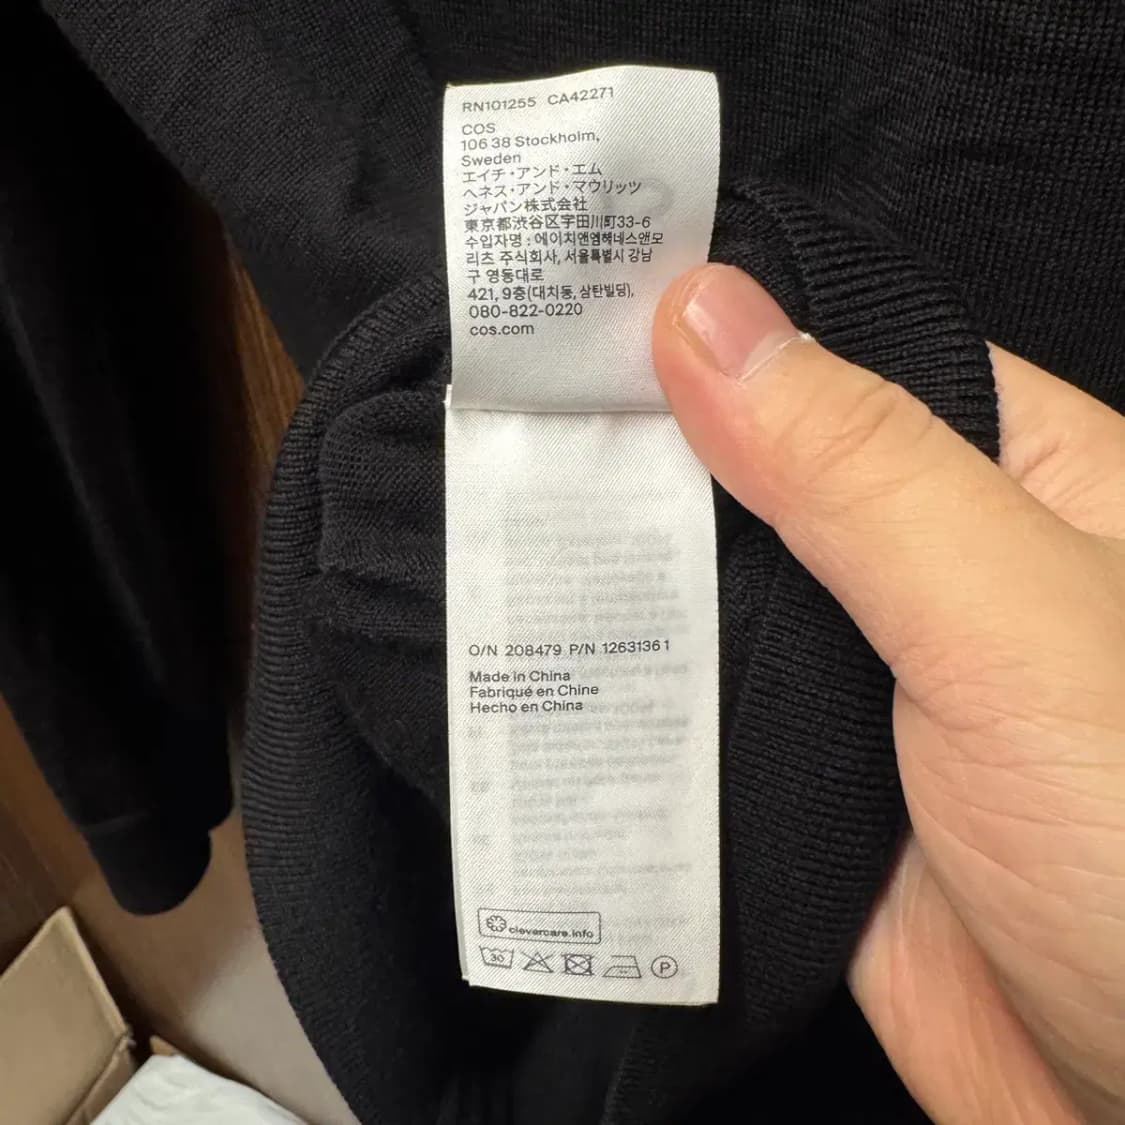 RN101255 CA42271
COS
106 38 Stockholm,
Sweden
エイチ・アンド・エム
ヘネス・アンド・マウリッツ
ジャパン株式会社
東京都渋谷区宇田川町33-6
수입자명 : 에이치앤엠헤네스앤모
리츠 주식회사, 서울특별시 강남
구 영동대로
421, 9층(대치동, 삼탄빌딩),
080-822-0220
cos.com
O/N 208479 P/N 12631361
Made in China
Fabriqué en Chine
Hecho en China
clevercare.info
30
P